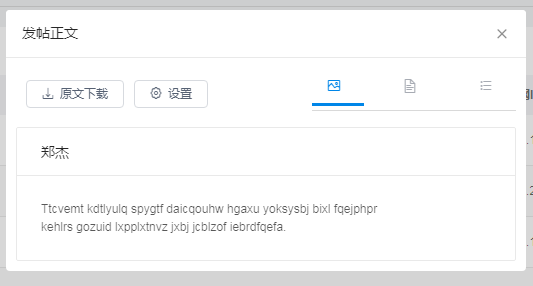 发帖正文
原文下载
设置
郑杰
Ttcvemt kdtlyulq spygtf daicqouhw hgaxu yoksysbj bixl fqejphpr
kehlrs gozuid lxpplxtnvz jxbj jcblzof iebrdfqefa.